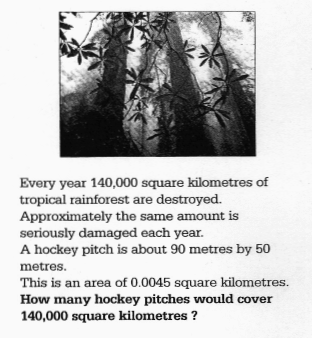 Every year 140,000 square kilometres of
tropical rainforest are destroyed.
Approximately the same amount is
seriously damaged each year.
A hockey pitch is about 90 metres by 50
metres.
This is an area of 0.0045 square kilometres.
How many hockey pitches would cover
140,000 square kilometres ?